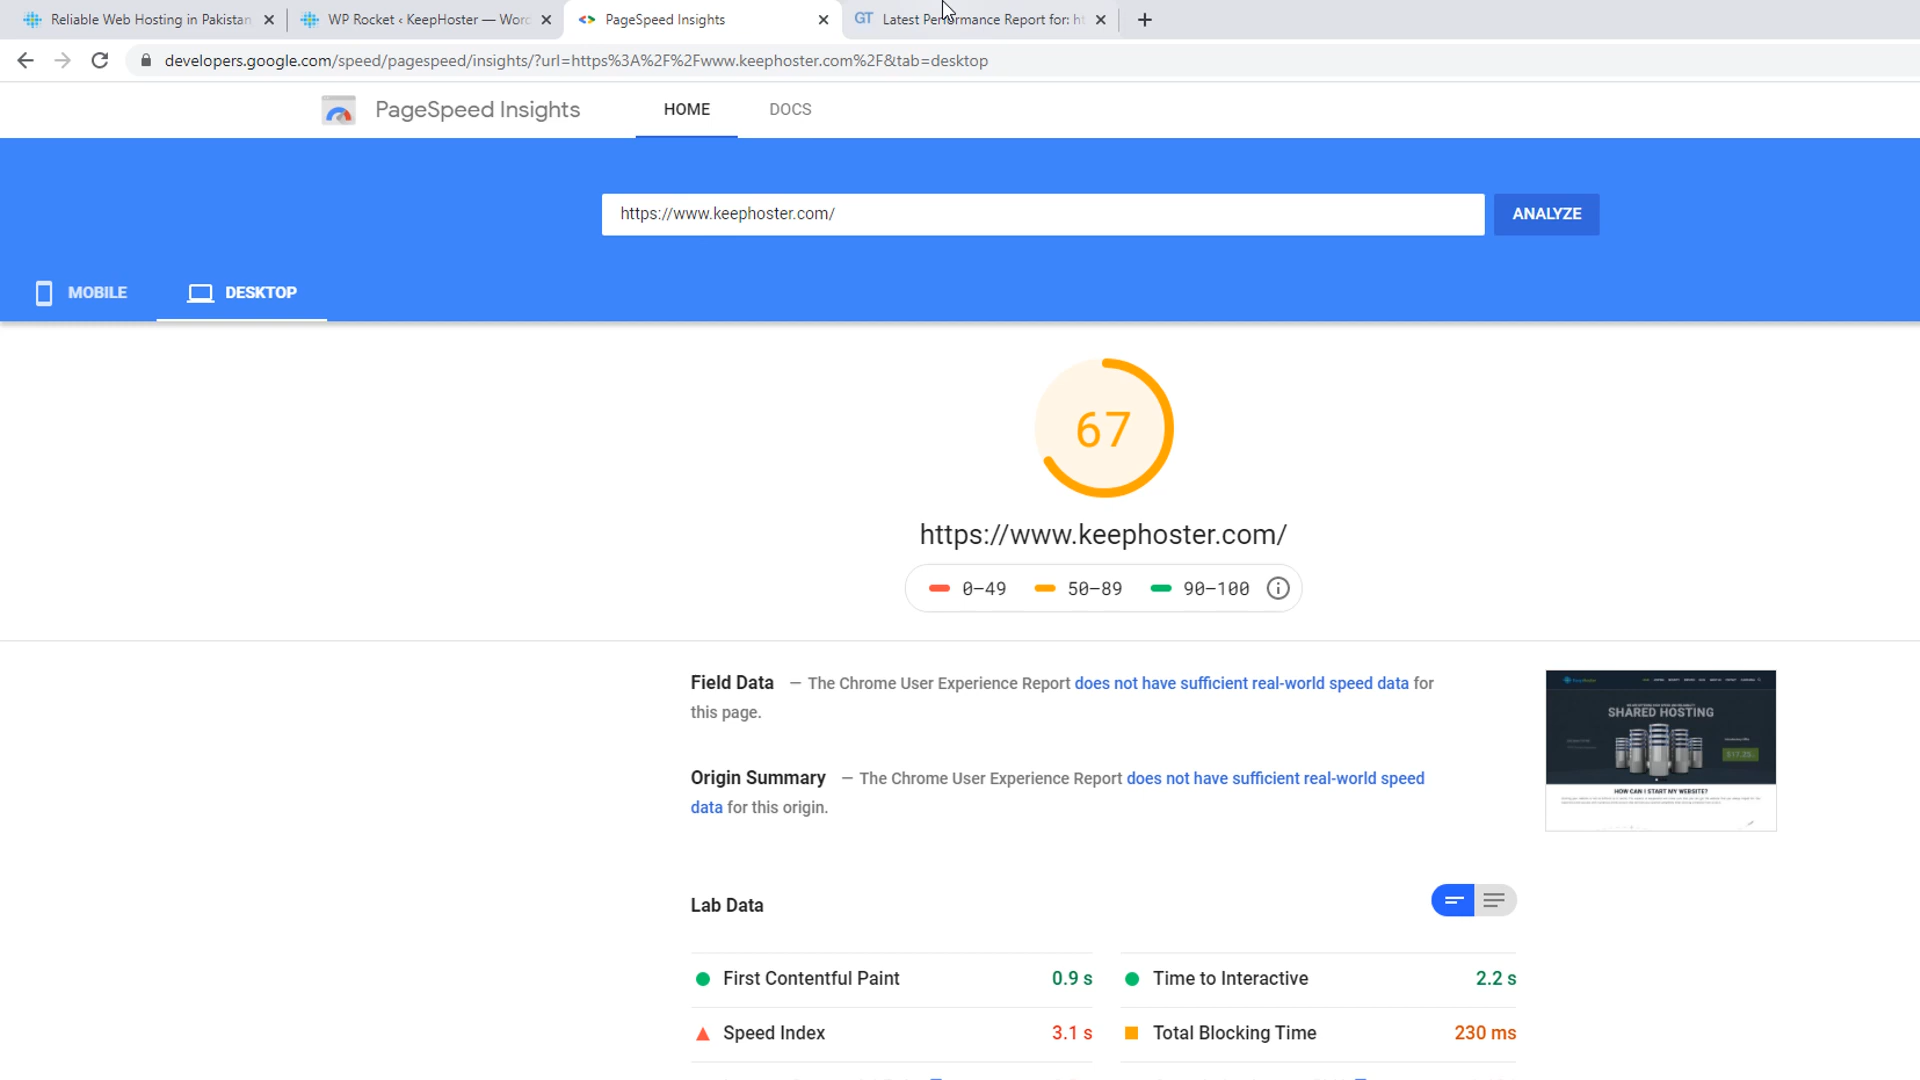 Reliable Web Hosting in Pakistan
WP Rocket ‹ KeepHoster — Word
PageSpeed Insights
GT Latest Performance Report for: ht
developers.google.com/speed/pagespeed/insights/?url=https%3A%2F%2Fwww.keephoster.com%2F&tab=desktop
PageSpeed Insights
HOME
DOCS
https://www.keephoster.com/
ANALYZE
MOBILE
DESKTOP
67
https://www.keephoster.com/
0–49
50–89
90–100
Field Data — The Chrome User Experience Report does not have sufficient real-world speed data for
this page.
Origin Summary — The Chrome User Experience Report does not have sufficient real-world speed
data for this origin.
SHARED HOSTING
HOW CAN I START MY WEBSITE?
Lab Data
First Contentful Paint 0.9 s
Time to Interactive 2.2 s
Speed Index 3.1 s
Total Blocking Time 230 ms